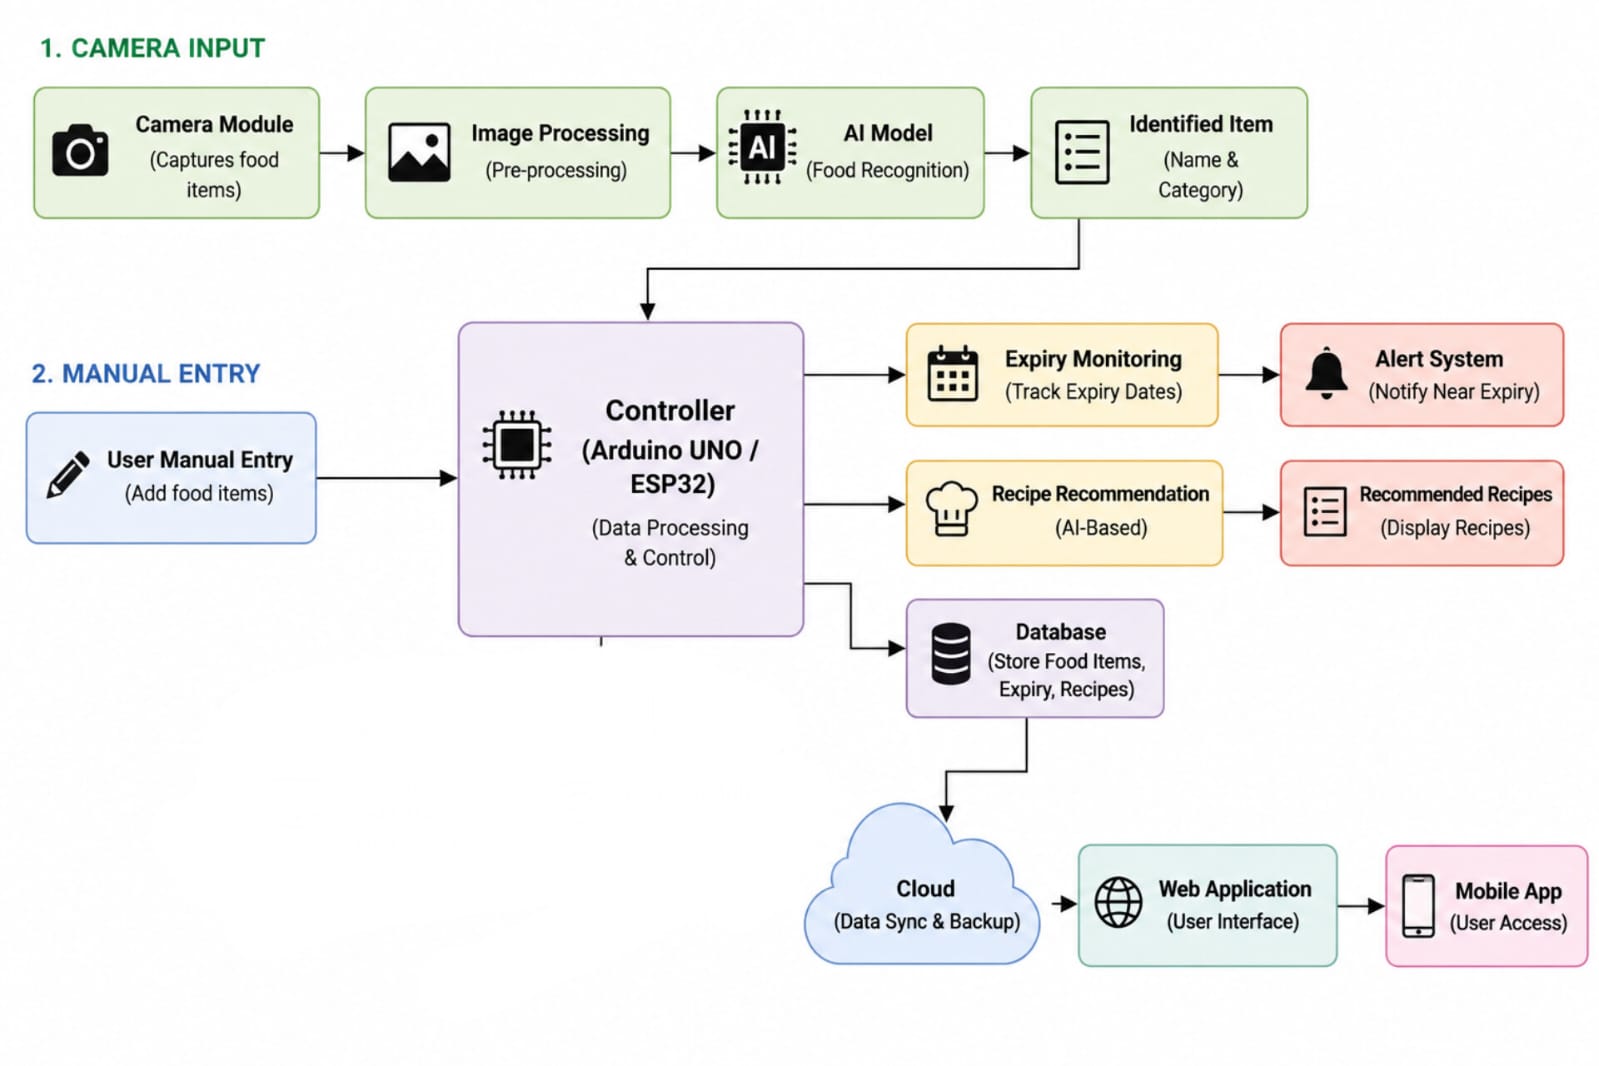 1. CAMERA INPUT
Camera Module
(Captures food
items)
Image Processing
(Pre-processing)
AI
AI Model
(Food Recognition)
Identified Item
(Name &
Category)
2. MANUAL ENTRY
User Manual Entry
(Add food items)
Controller
(Arduino UNO /
ESP32)
(Data Processing
& Control)
Expiry Monitoring
(Track Expiry Dates)
Alert System
(Notify Near Expiry)
Recipe Recommendation
(AI-Based)
Recommended Recipes
(Display Recipes)
Database
(Store Food Items,
Expiry, Recipes)
Cloud
(Data Sync & Backup)
Web Application
(User Interface)
Mobile App
(User Access)